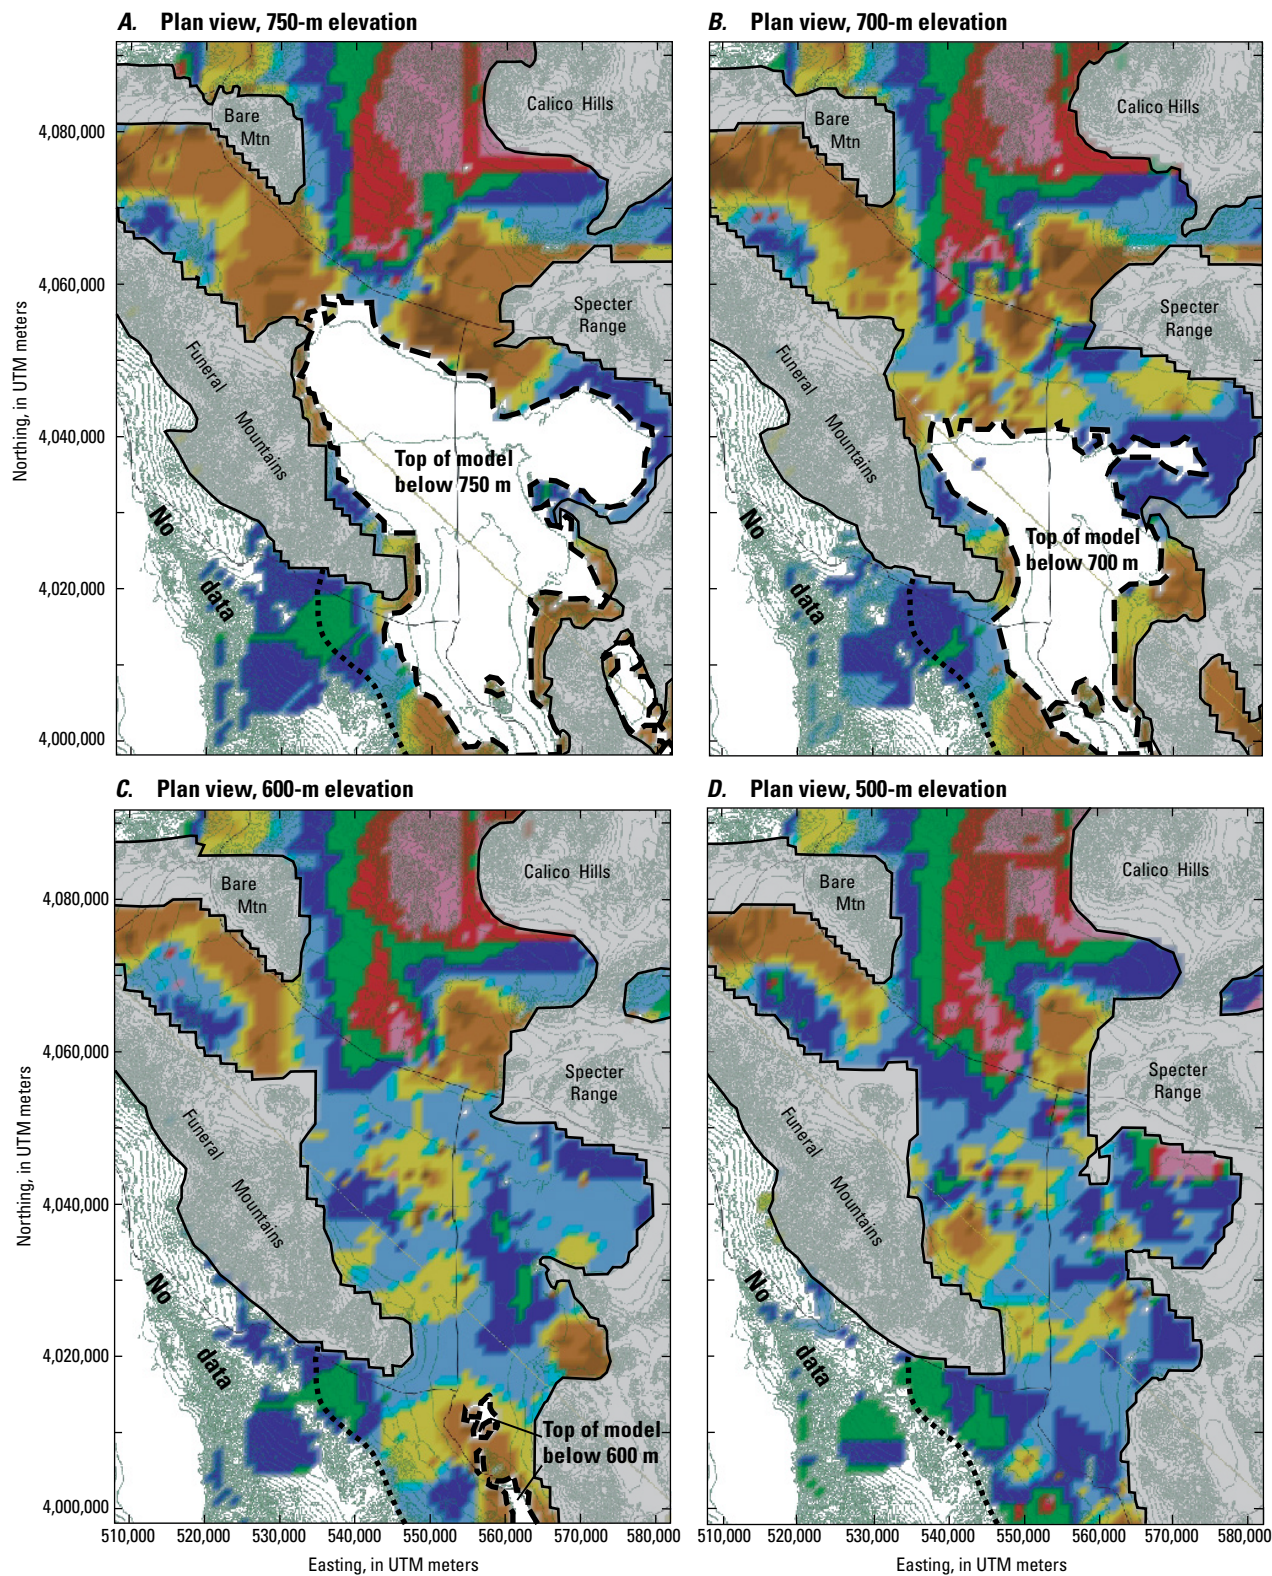 A. Plan view, 750-m elevation
B. Plan view, 700-m elevation
Northing, in UTM meters
4,080,000
4,060,000
4,040,000
4,020,000
4,000,000
Bare
Mtn
Calico Hills
Specter
Range
Funeral
Mountains
Top of model
below 750 m
No
data
Bare
Mtn
Calico Hills
Specter
Range
Funeral
Mountains
Top of model
below 700 m
No
data
C. Plan view, 600-m elevation
D. Plan view, 500-m elevation
Northing, in UTM meters
4,080,000
4,060,000
4,040,000
4,020,000
4,000,000
Bare
Mtn
Calico Hills
Specter
Range
Funeral
Mountains
No
data
Top of model
below 600 m
Bare
Mtn
Calico Hills
Specter
Range
Funeral
Mountains
No
data
510,000 520,000 530,000 540,000 550,000 560,000 570,000
510,000 520,000 530,000 540,000 550,000 560,000 570,000 580,000
Easting, in UTM meters
Easting, in UTM meters